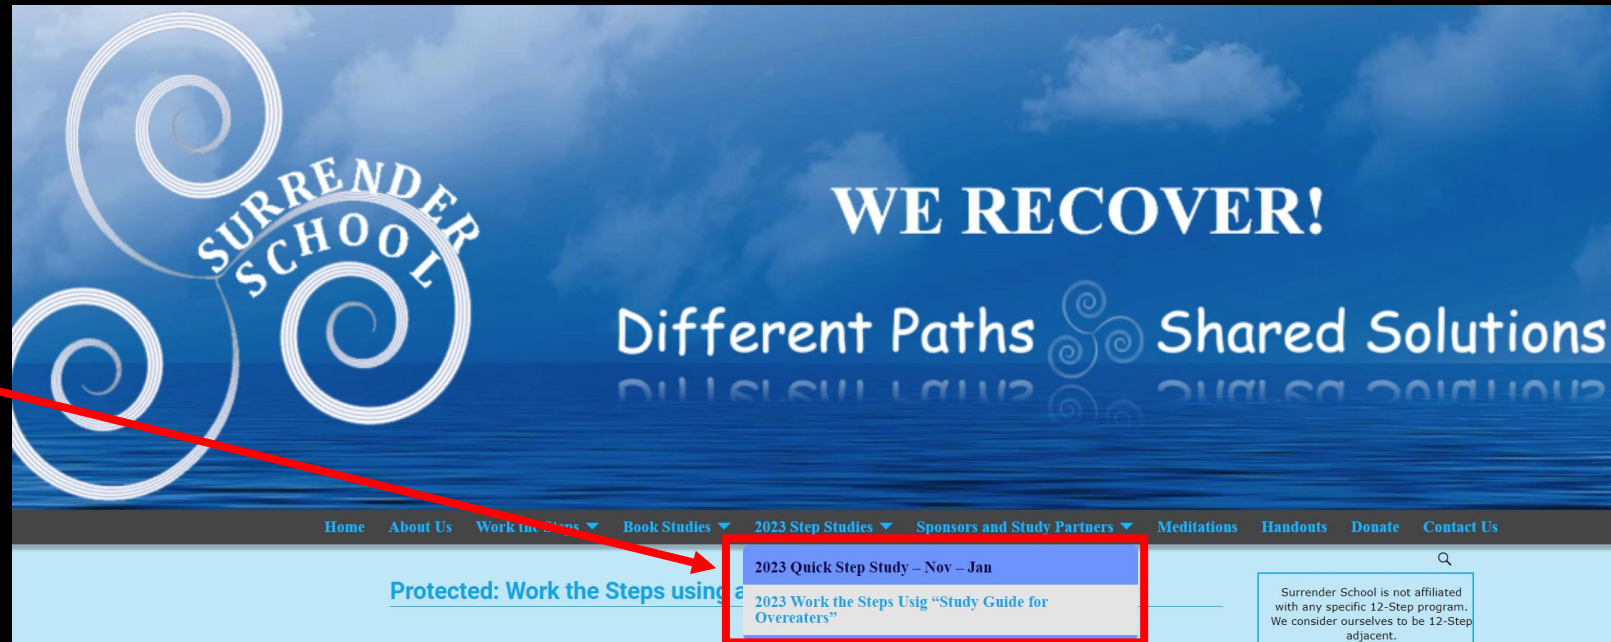 SURRENDER
SCHOOL
WE RECOVER!
Different Paths Shared Solutions
Home About Us Work the Steps Book Studies 2023 Step Studies Sponsors and Study Partners Meditations Handouts Donate Contact Us
2023 Quick Step Study – Nov – Jan
Protected: Work the Steps using a
2023 Work the Steps Usig “Study Guide for
Overeaters”
Surrender School is not affiliated
with any specific 12-Step program.
We consider ourselves to be 12-Step
adjacent.